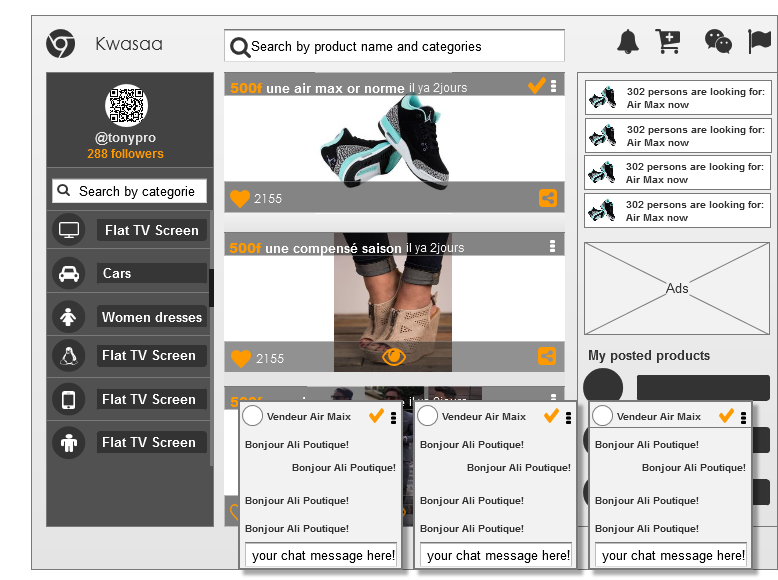 Kwasaa
Search by product name and categories
@tonypro
288 followers
Search by categorie
Flat TV Screen
Cars
Women dresses
Flat TV Screen
Flat TV Screen
Flat TV Screen
500f une air max or norme il ya 2jours
2155
500f une compensé saison il ya 2jours
2155
302 persons are looking for:
Air Max now
302 persons are looking for:
Air Max now
302 persons are looking for:
Air Max now
302 persons are looking for:
Air Max now
Ads
My posted products
Vendeur Air Maix
Bonjour Ali Poutique!
Bonjour Ali Poutique!
Bonjour Ali Poutique!
Bonjour Ali Poutique!
your chat message here!
Vendeur Air Maix
Bonjour Ali Poutique!
Bonjour Ali Poutique!
Bonjour Ali Poutique!
Bonjour Ali Poutique!
your chat message here!
Vendeur Air Maix
Bonjour Ali Poutique!
Bonjour Ali Poutique!
Bonjour Ali Poutique!
Bonjour Ali Poutique!
your chat message here!